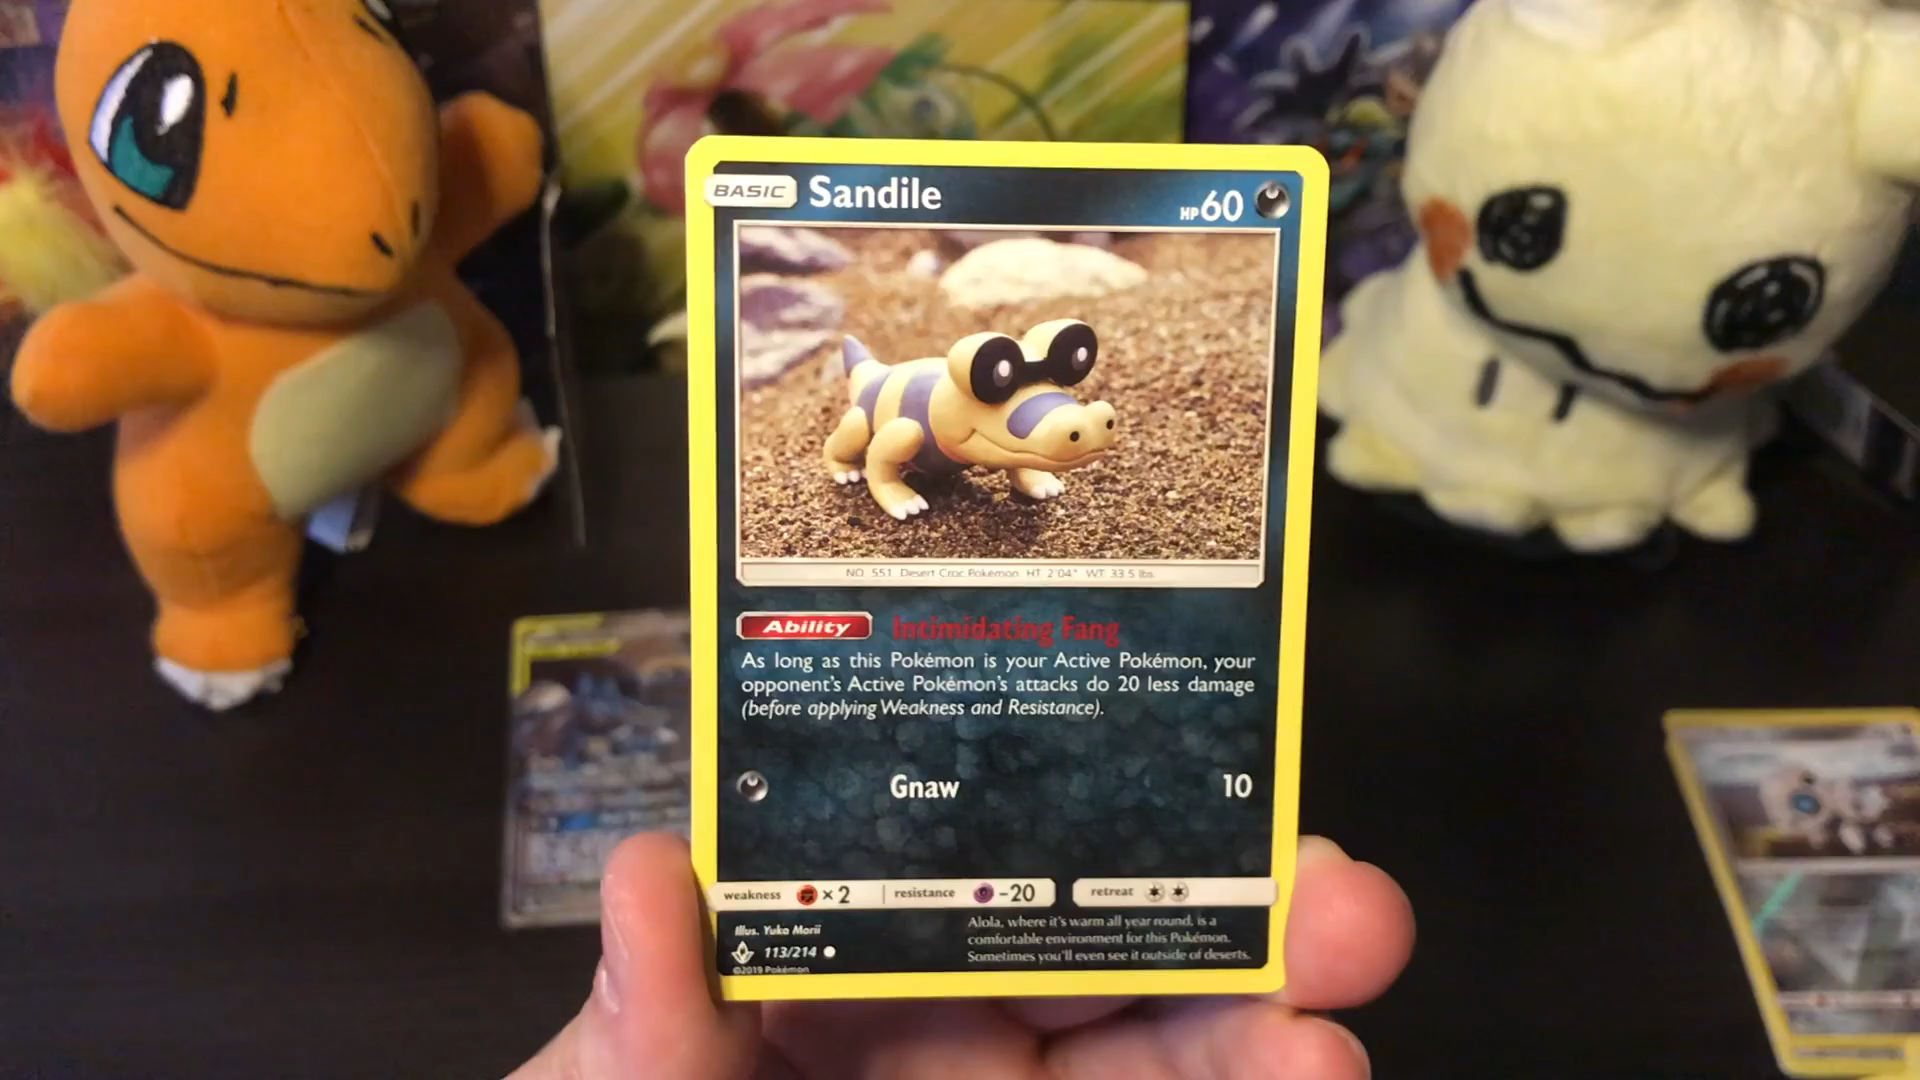 BASIC Sandile HP 60
NO. 551 Desert Croc Pokémon HT 2'04" WT 33.5 lbs.
Ability Intimidating Fang
As long as this Pokémon is your Active Pokémon, your
opponent's Active Pokémon's attacks do 20 less damage
(before applying Weakness and Resistance).
Gnaw 10
weakness ×2 resistance -20 retreat
Illus. Yuka Morii
113/214
©2019 Pokémon
Alola, where it's warm all year round, is a
comfortable environment for this Pokémon.
Sometimes you'll even see it outside of deserts.